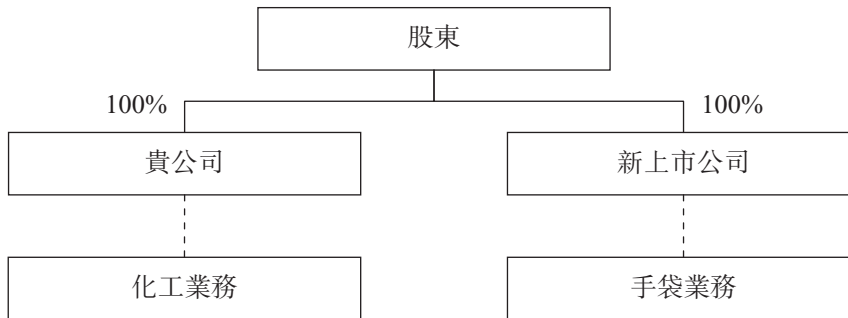 股東
100%
100%
貴公司
新上市公司
化工業務
手袋業務